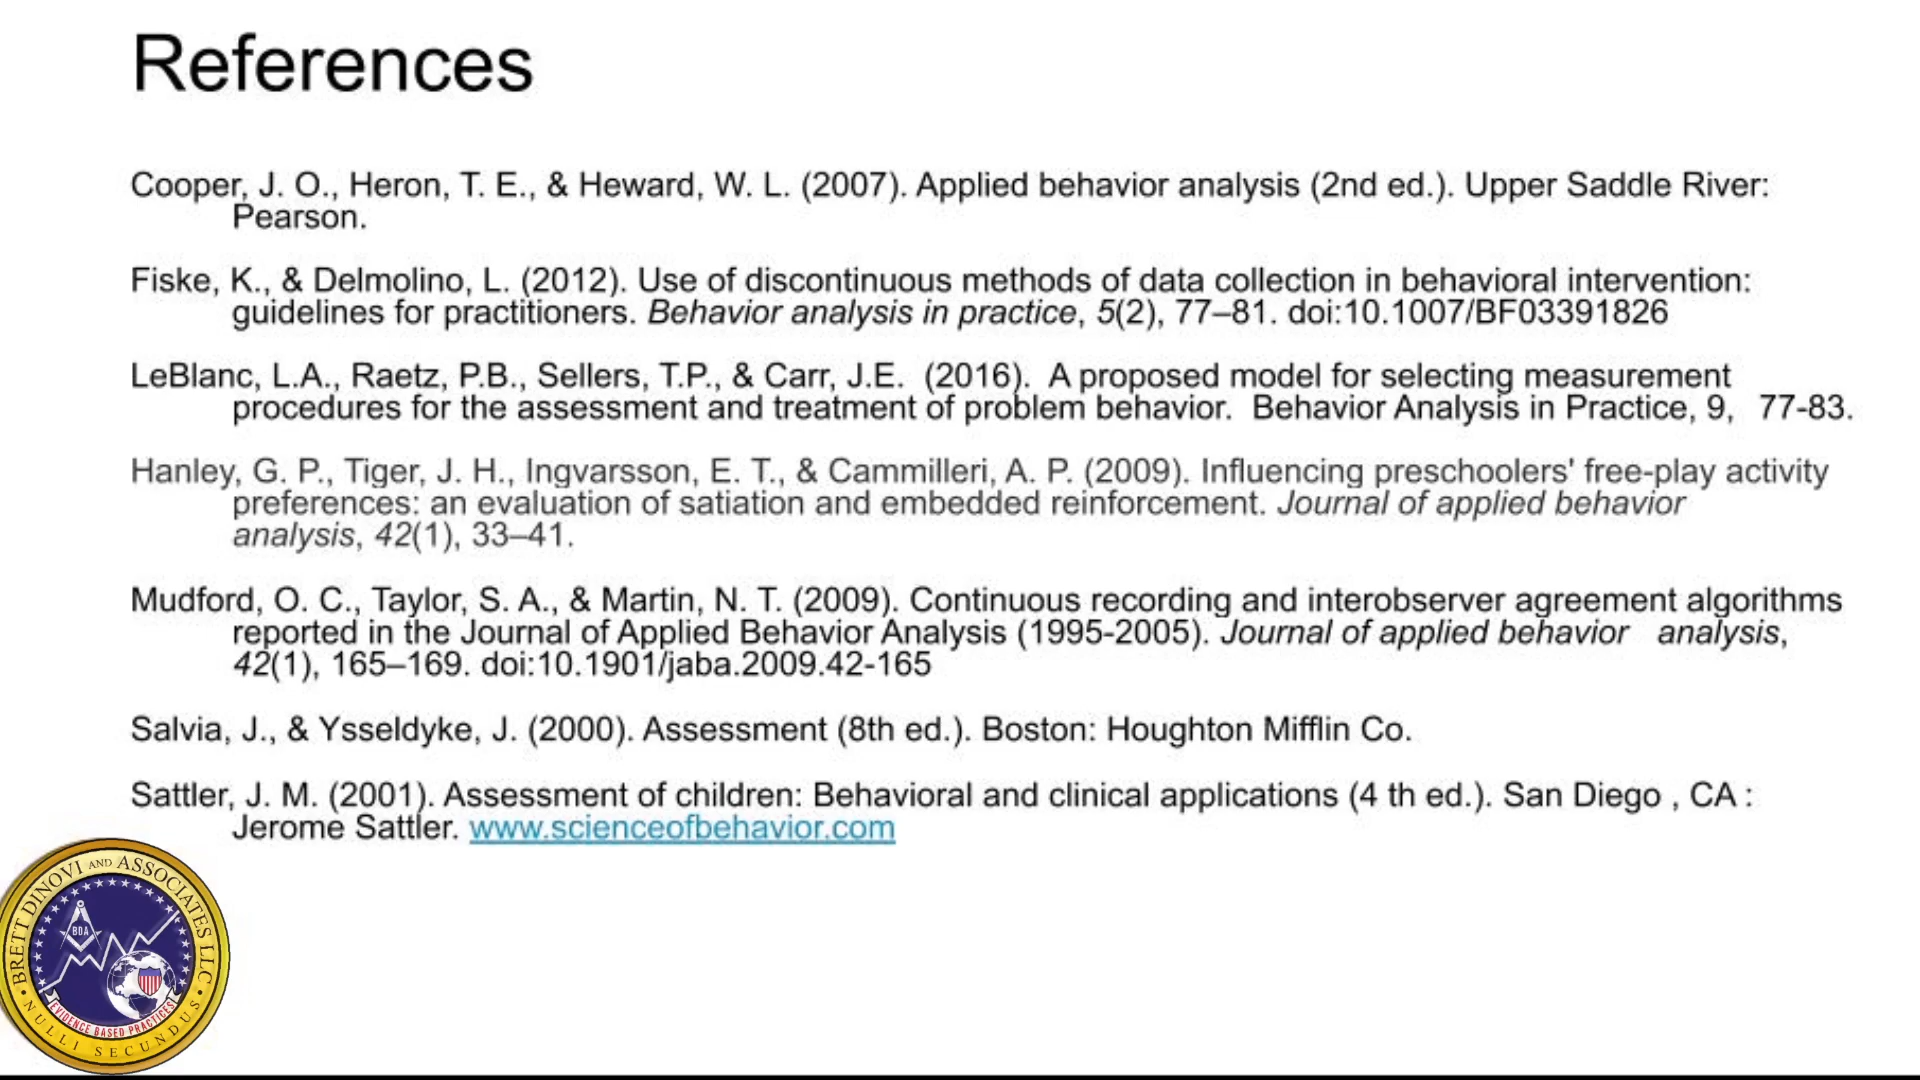 References
Cooper, J. O., Heron, T. E., & Heward, W. L. (2007). Applied behavior analysis (2nd ed.). Upper Saddle River:
Pearson.
Fiske, K., & Delmolino, L. (2012). Use of discontinuous methods of data collection in behavioral intervention:
guidelines for practitioners. Behavior analysis in practice, 5(2), 77–81. doi:10.1007/BF03391826
LeBlanc, L.A., Raetz, P.B., Sellers, T.P., & Carr, J.E. (2016). A proposed model for selecting measurement
procedures for the assessment and treatment of problem behavior. Behavior Analysis in Practice, 9, 77-83.
Hanley, G. P., Tiger, J. H., Ingvarsson, E. T., & Cammilleri, A. P. (2009). Influencing preschoolers' free-play activity
preferences: an evaluation of satiation and embedded reinforcement. Journal of applied behavior
analysis, 42(1), 33–41.
Mudford, O. C., Taylor, S. A., & Martin, N. T. (2009). Continuous recording and interobserver agreement algorithms
reported in the Journal of Applied Behavior Analysis (1995-2005). Journal of applied behavior analysis,
42(1), 165–169. doi:10.1901/jaba.2009.42-165
Salvia, J., & Ysseldyke, J. (2000). Assessment (8th ed.). Boston: Houghton Mifflin Co.
Sattler, J. M. (2001). Assessment of children: Behavioral and clinical applications (4 th ed.). San Diego , CA :
Jerome Sattler. www.scienceofbehavior.com
BRETT DINOVI AND ASSOCIATES LLC
BDA
EVIDENCE BASED PRACTICES
NULLI SECUNDUS